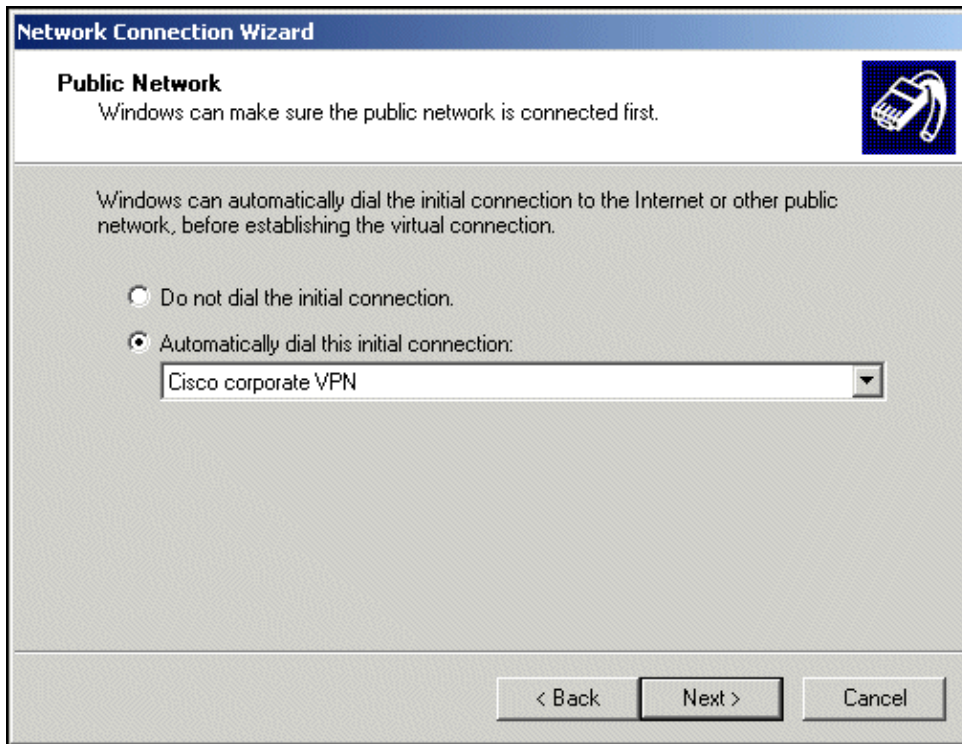 Network Connection Wizard
Public Network
Windows can make sure the public network is connected first.
Windows can automatically dial the initial connection to the Internet or other public
network, before establishing the virtual connection.
Do not dial the initial connection.
Automatically dial this initial connection:
Cisco corporate VPN
< Back Next > Cancel